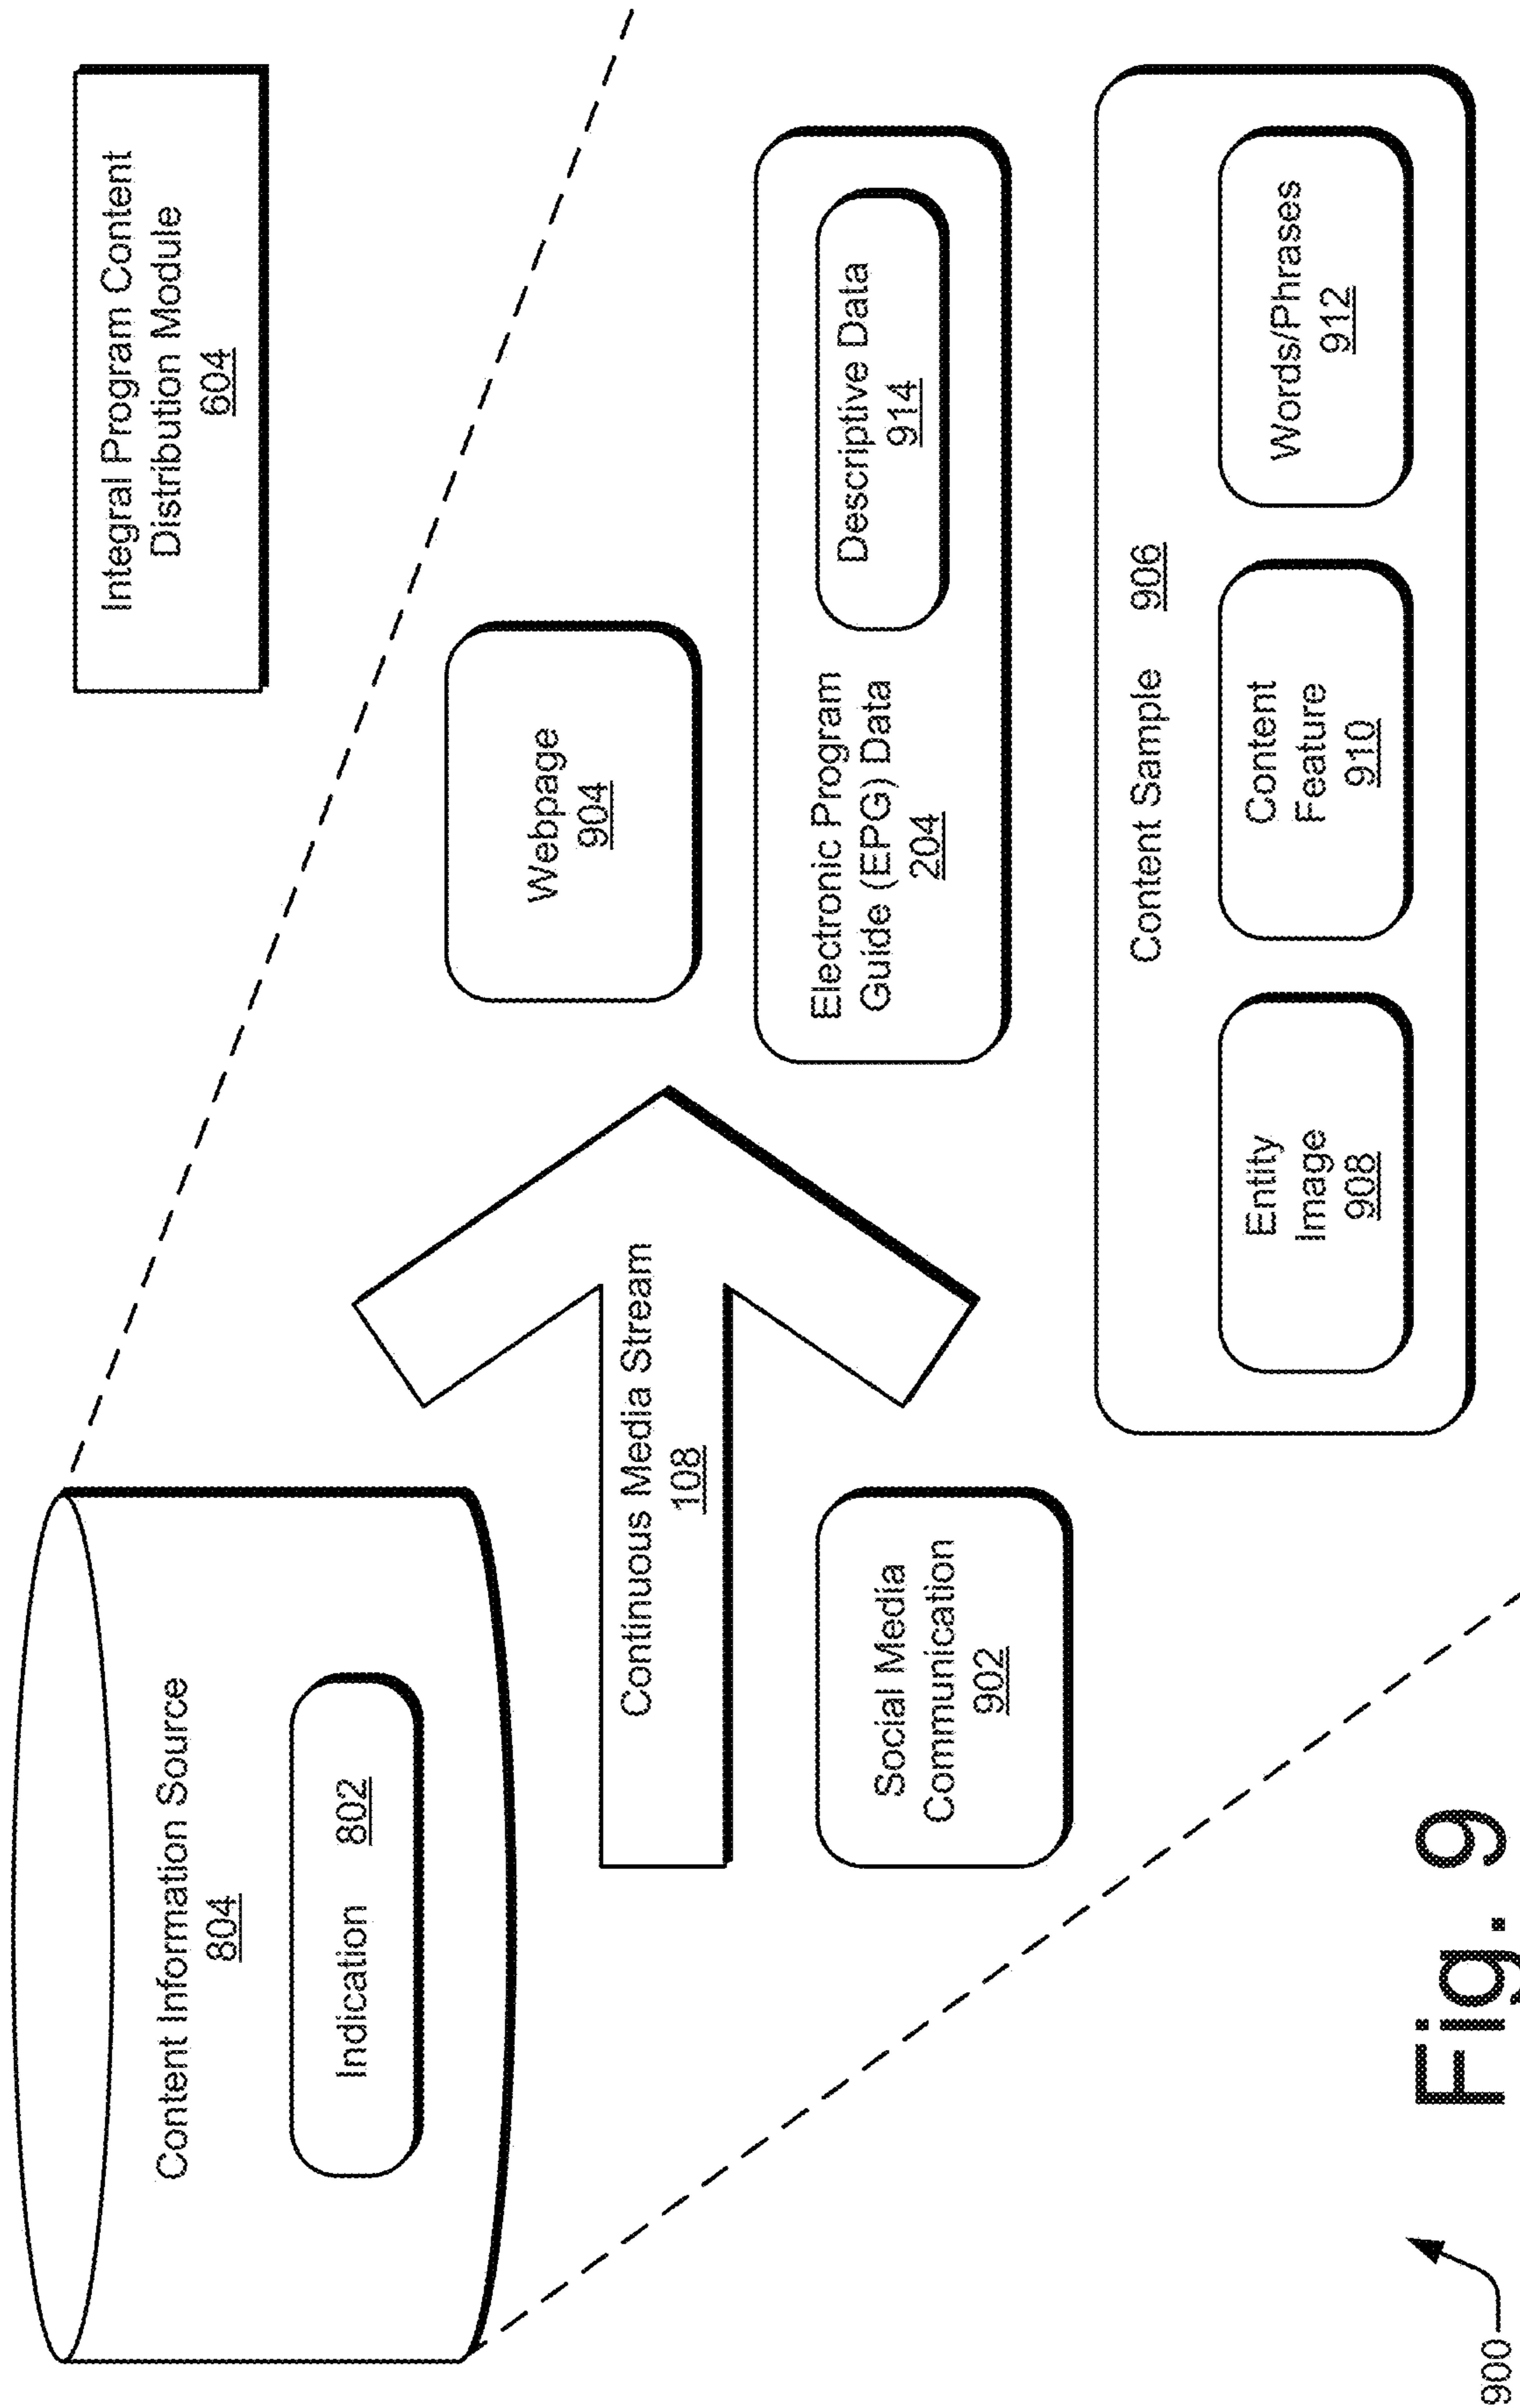 Content Information Source
804
Indication 802
Integral Program Content
Distribution Module
604
Continuous Media Stream
108
Webpage
904
Social Media
Communication
902
Electronic Program
Guide (EPG) Data
204
Descriptive Data
914
Content Sample 906
Entity
Image
908
Content
Feature
910
Words/Phrases
912
900
Fig. 9